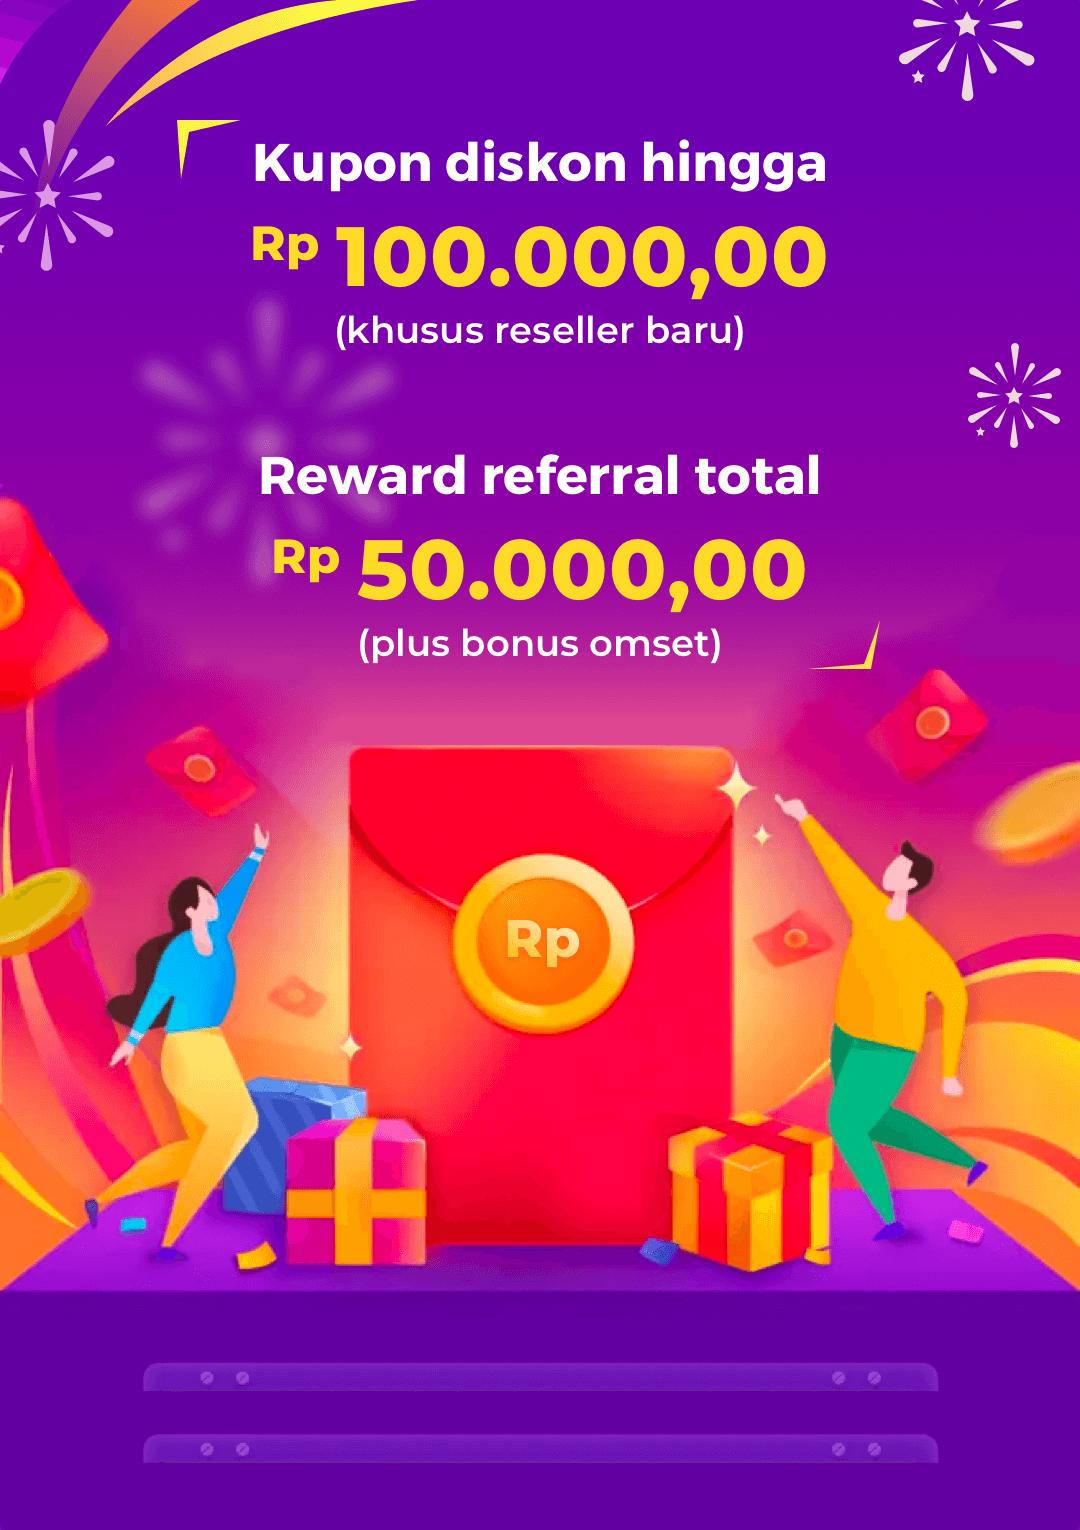 Kupon diskon hingga
Rp 100.000,00
(khusus reseller baru)
Reward referral total
Rp 50.000,00
(plus bonus omset)
Rp